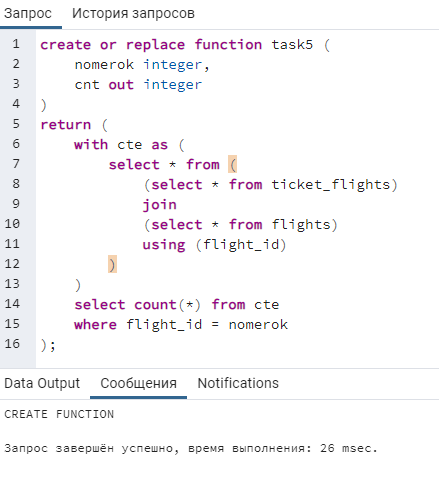 Запрос История запросов
1 create or replace function task5 (
2 nomerok integer,
3 cnt out integer
4 )
5 return (
6 with cte as (
7 select * from (
8 (select * from ticket_flights)
9 join
10 (select * from flights)
11 using (flight_id)
12 )
13 )
14 select count(*) from cte
15 where flight_id = nomerok
16 );
Data Output Сообщения Notifications
CREATE FUNCTION
Запрос завершён успешно, время выполнения: 26 msec.